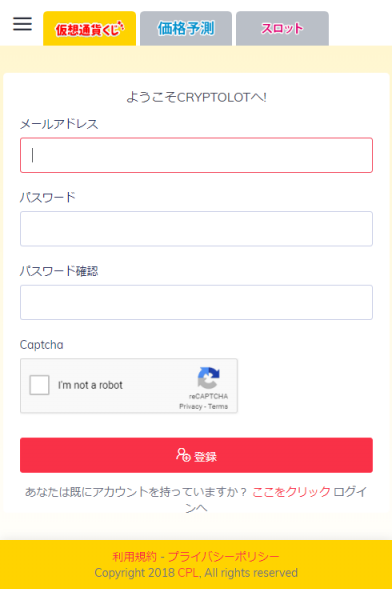 仮想通貨くじ 価格予測 スロット
ようこそCRYPTOLOTへ!
メールアドレス
パスワード
パスワード確認
Captcha
I'm not a robot
reCAPTCHA
Privacy - Terms
登録
あなたは既にアカウントを持っていますか？ ここをクリック ログイ
ンへ
利用規約 - プライバシーポリシー
Copyright 2018 CPL, All rights reserved